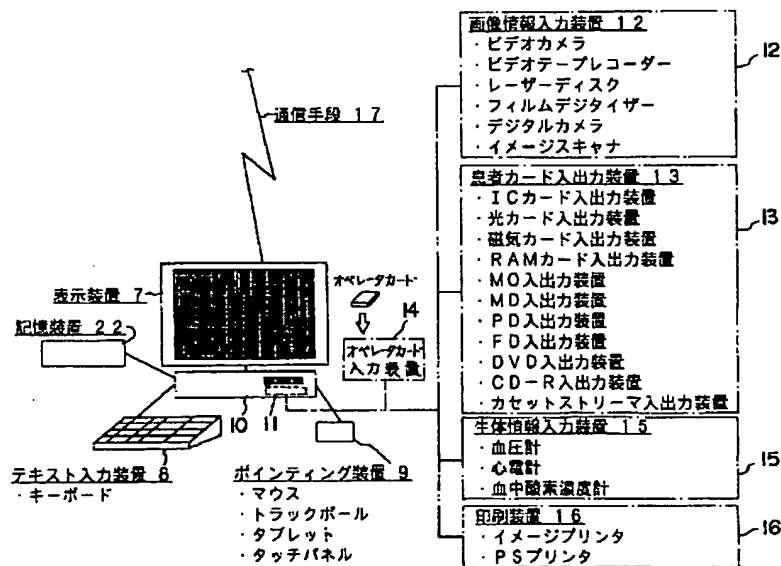 通信手段 17
表示装置 7
記憶装置 22
オペレータカード
14
オペレータカード
入力装置
10
11
テキスト入力装置 8
・キーボード
ポインティング装置 9
・マウス
・トラックボール
・タブレット
・タッチパネル
画像情報入力装置 12
・ビデオカメラ
・ビデオテープレコーダー
・レーザーディスク
・フィルムデジタイザー
・デジタルカメラ
・イメージスキャナ
12
患者カード入出力装置 13
・ICカード入出力装置
・光カード入出力装置
・磁気カード入出力装置
・RAMカード入出力装置
・MO入出力装置
・MD入出力装置
・PD入出力装置
・FD入出力装置
・DVD入出力装置
・CD-R入出力装置
・カセットストリーマ入出力装置
13
生体情報入力装置 15
・血圧計
・心電計
・血中酸素濃度計
15
印刷装置 16
・イメージプリンタ
・PSプリンタ
16